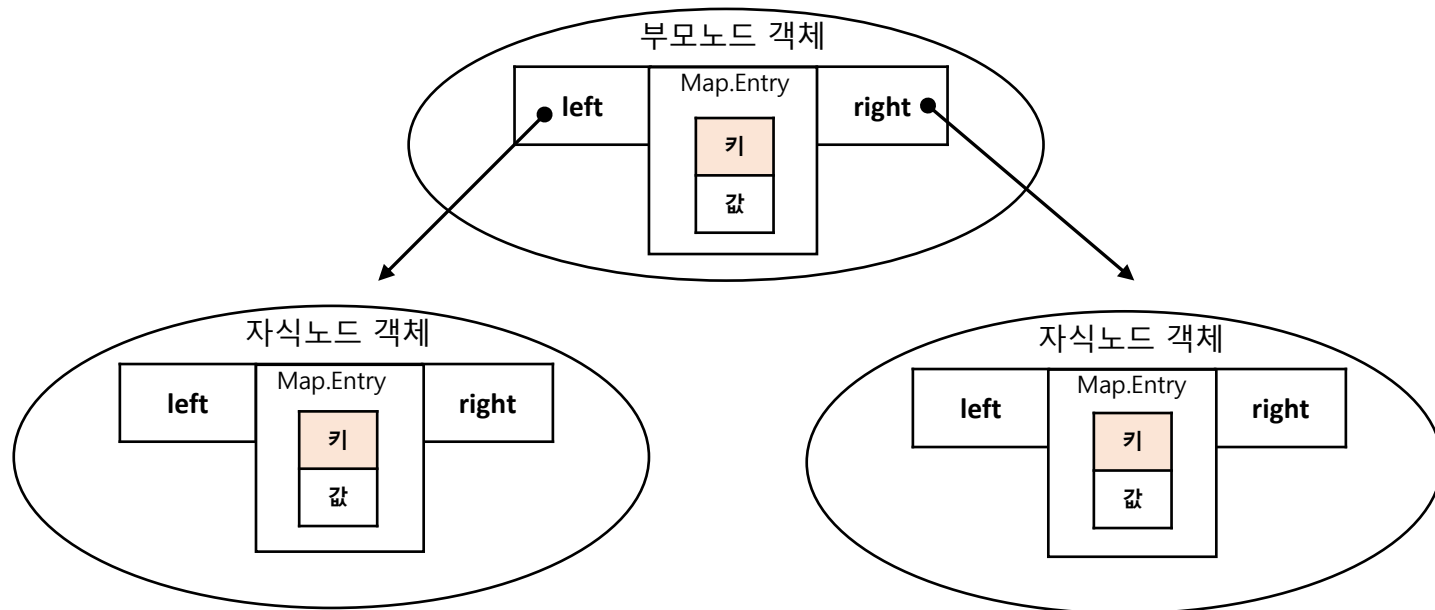 부모노드 객체
left
Map.Entry
right
키
값
자식노드 객체
left
Map.Entry
right
키
값
자식노드 객체
left
Map.Entry
right
키
값